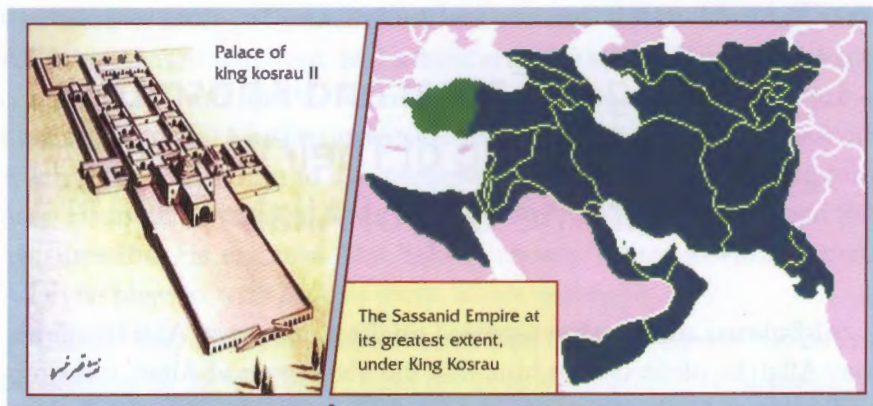 Palace of
king kosrau II
The Sassanid Empire at
its greatest extent,
under King Kosrau